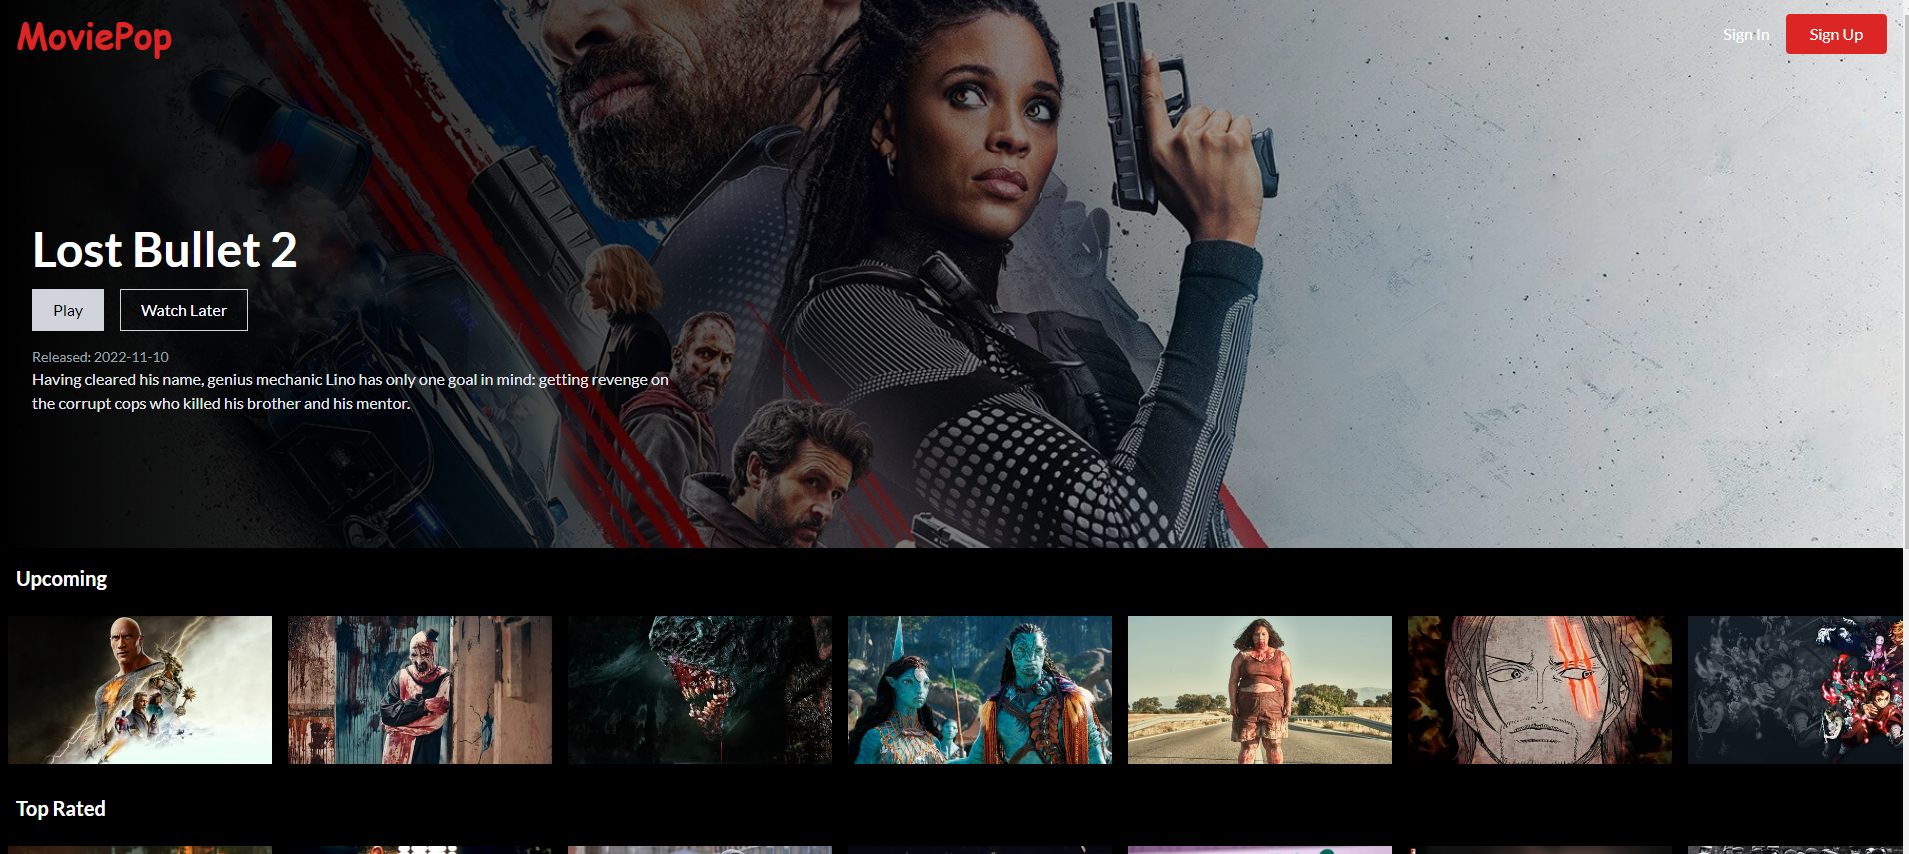 MoviePop
Sign In
Sign Up
Lost Bullet 2
Play
Watch Later
Released: 2022-11-10
Having cleared his name, genius mechanic Lino has only one goal in mind: getting revenge on
the corrupt cops who killed his brother and his mentor.
Upcoming
Top Rated